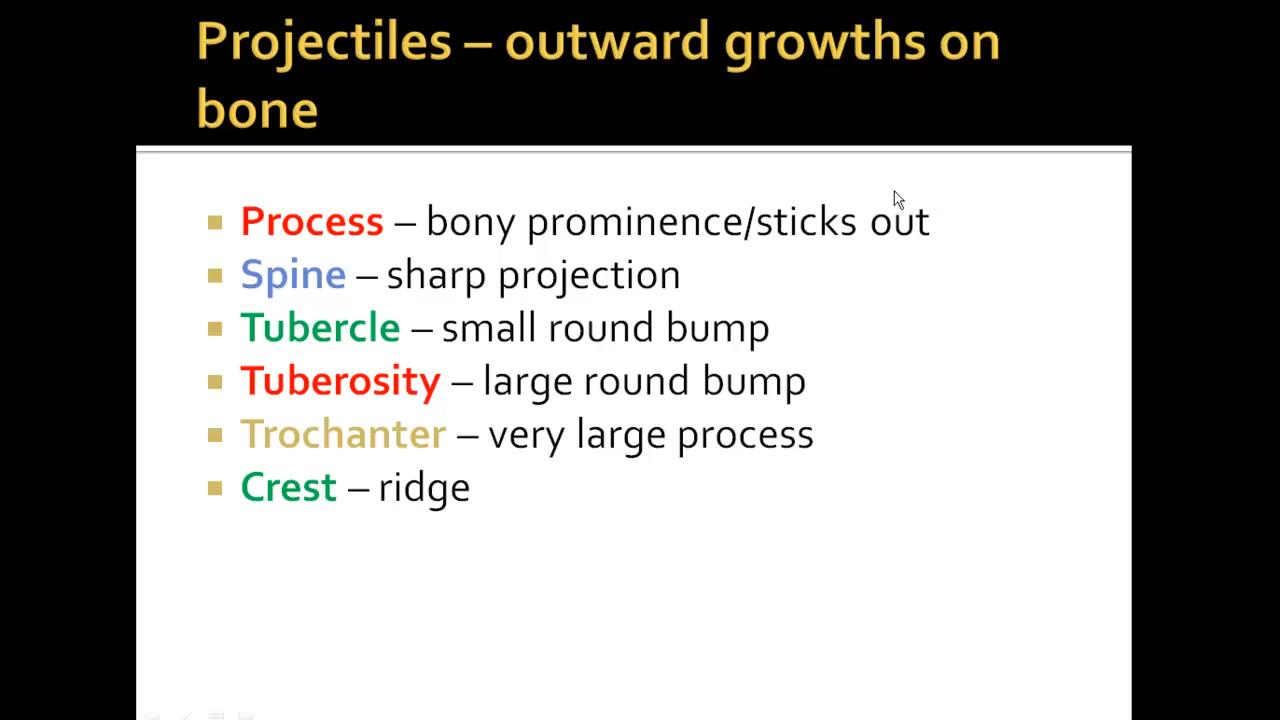 Projectiles – outward growths on
bone
Process – bony prominence/sticks out
Spine – sharp projection
Tubercle – small round bump
Tuberosity – large round bump
Trochanter – very large process
Crest – ridge